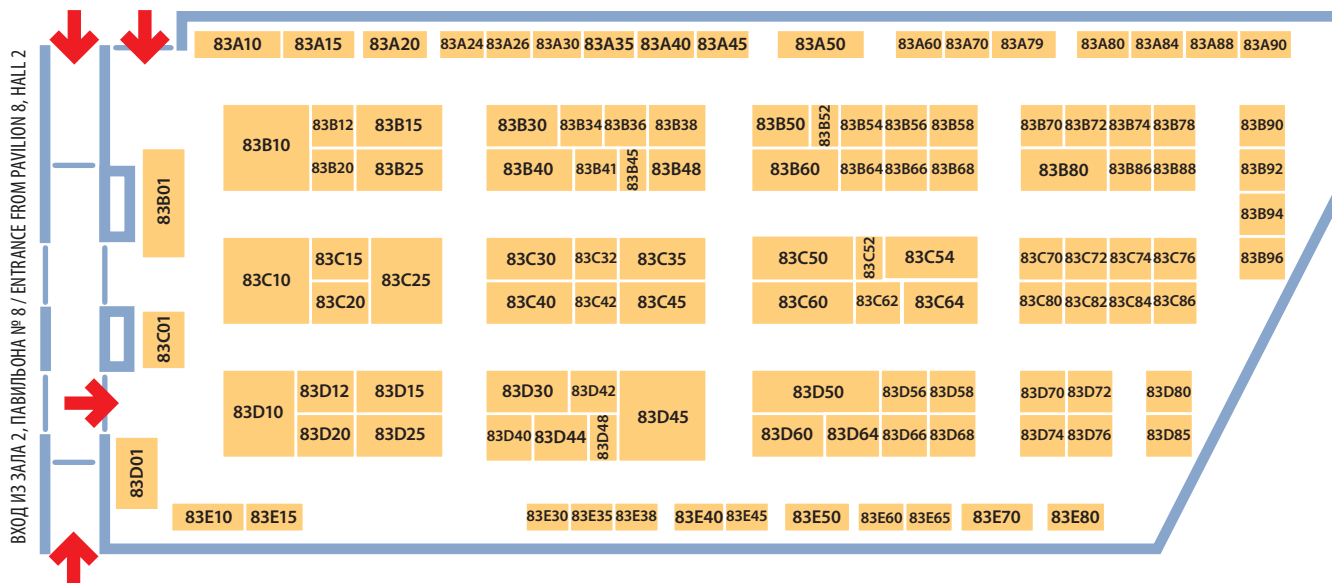 ВХОД ИЗ ЗАЛА 2, ПАВИЛЬОНА № 8 / ENTRANCE FROM PAVILION 8, HALL 2
83A10 83A15 83A20 83A24 83A26 83A30 83A35 83A40 83A45 83A50 83A60 83A70 83A79 83A80 83A84 83A88 83A90
83B01
83B10 83B12 83B15 83B30 83B34 83B36 83B38 83B50 83B52 83B54 83B56 83B58 83B70 83B72 83B74 83B78 83B90
83B20 83B25 83B40 83B41 83B45 83B48 83B60 83B64 83B66 83B68 83B80 83B86 83B88 83B92
83B94
83C10 83C15 83C25 83C30 83C32 83C35 83C50 83C52 83C54 83C70 83C72 83C74 83C76 83B96
83C20 83C40 83C42 83C45 83C60 83C62 83C64 83C80 83C82 83C84 83C86
83C01
83D10 83D12 83D15 83D30 83D42 83D45 83D50 83D56 83D58 83D70 83D72 83D80
83D20 83D25 83D40 83D44 83D48 83D60 83D64 83D66 83D68 83D74 83D76 83D85
83D01
83E10 83E15 83E30 83E35 83E38 83E40 83E45 83E50 83E60 83E65 83E70 83E80